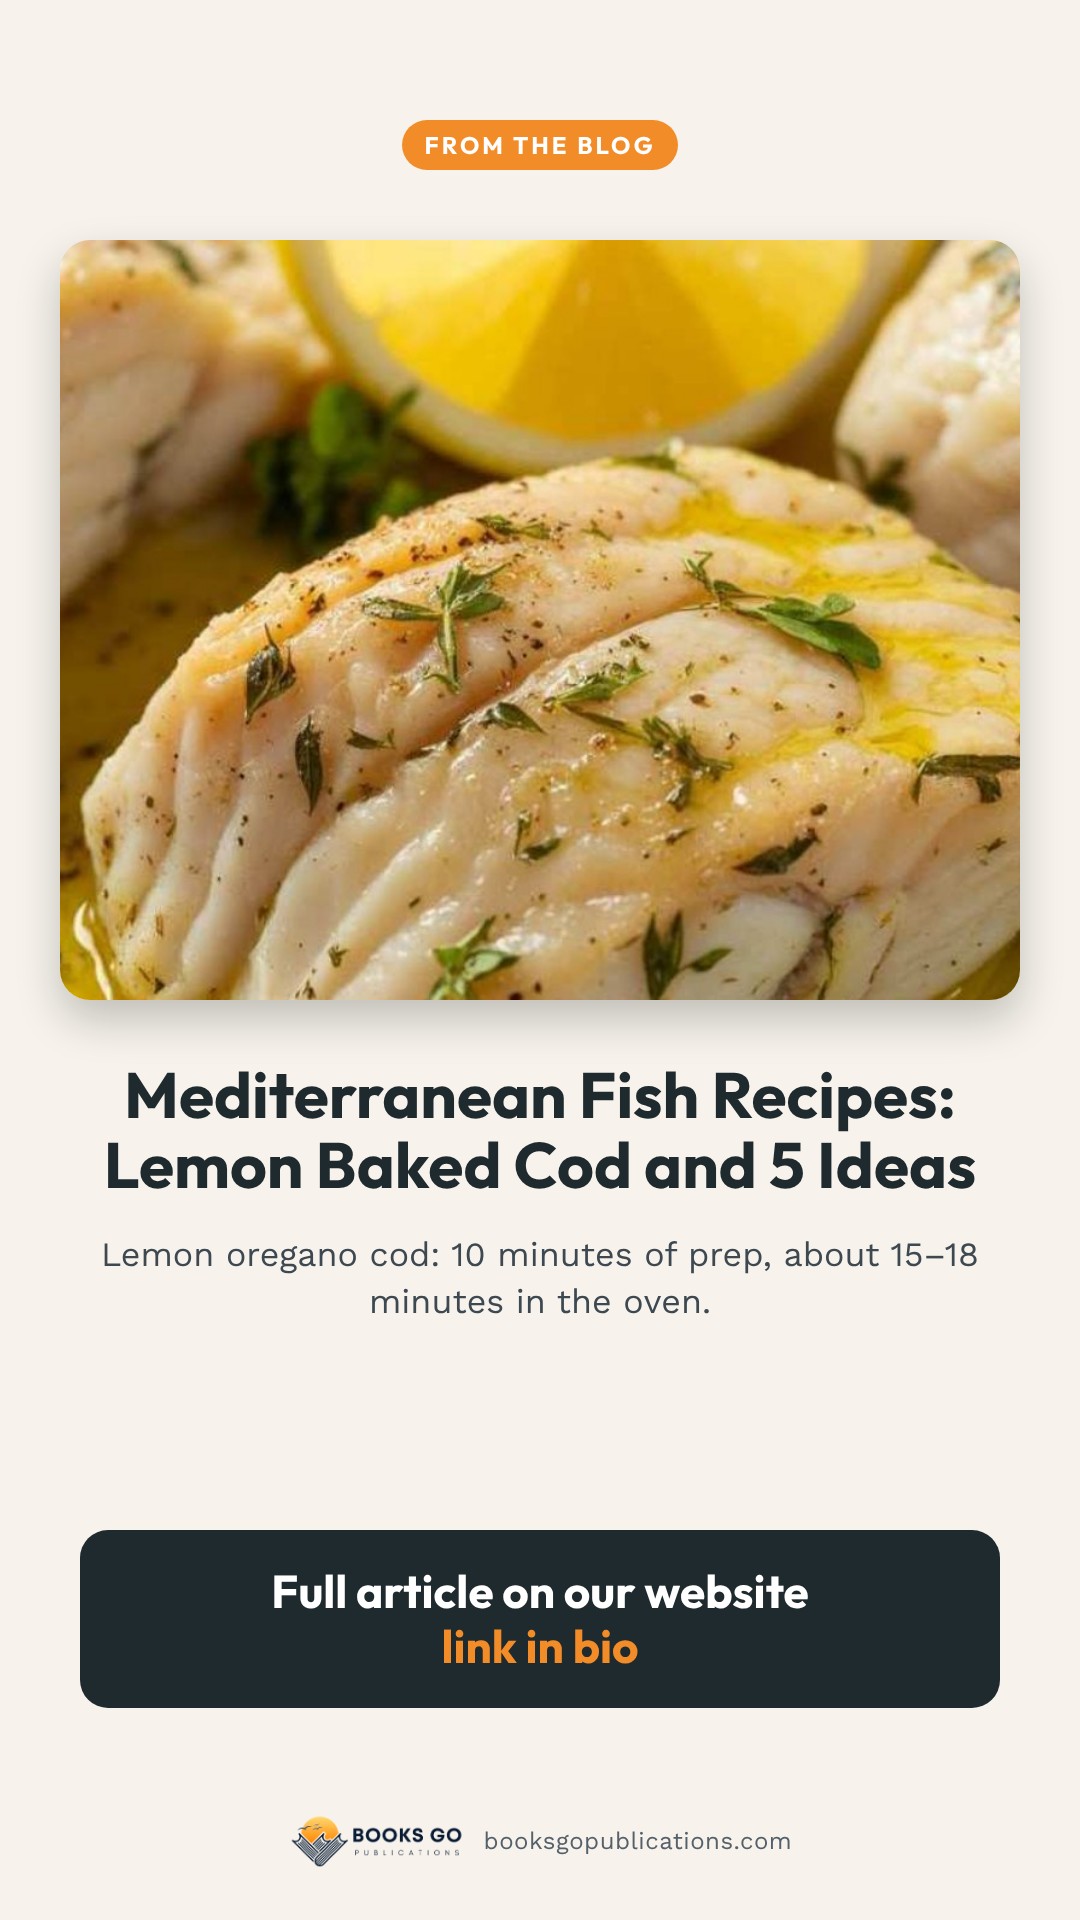 FROM THE BLOG
Mediterranean Fish Recipes:
Lemon Baked Cod and 5 Ideas
Lemon oregano cod: 10 minutes of prep, about 15–18
minutes in the oven.
Full article on our website
link in bio
BOOKS GO
PUBLICATIONS
booksgopublications.com